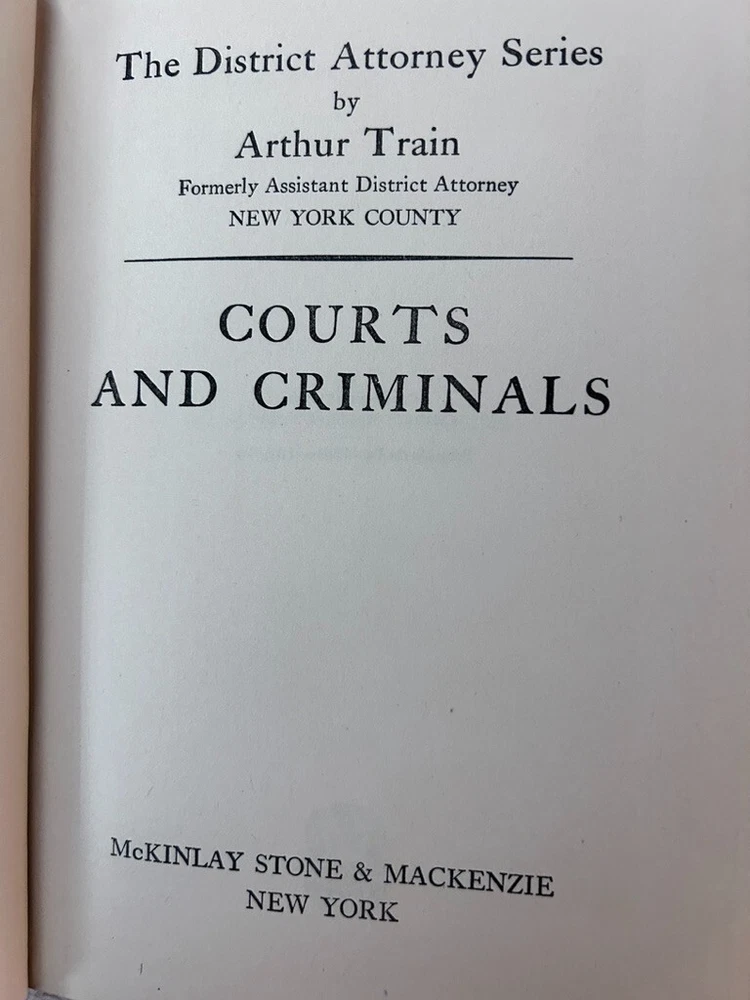 The District Attorney Series
by
Arthur Train
Formerly Assistant District Attorney
NEW YORK COUNTY
COURTS
AND CRIMINALS
McKINLAY STONE & MACKENZIE
NEW YORK